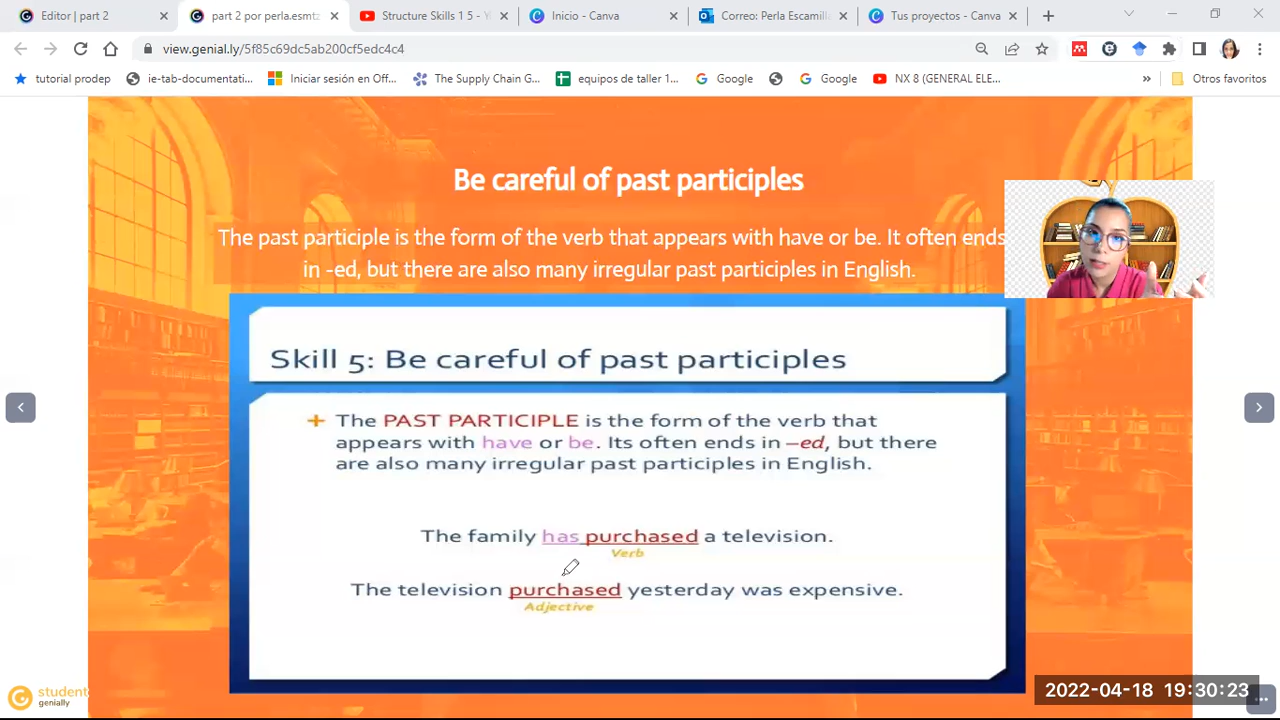 Editor | part 2
part 2 por perla.esmta
Structure Skills 1 5 - Y
Inicio - Canva
Correo: Perla Escamilla
Tus proyectos - Canva
view.genial.ly/5f85c69dc5ab200cf5edc4c4
tutorial prodep
ie-tab-documentati...
Iniciar sesión en Off...
The Supply Chain G...
equipos de taller 1...
Google
Google
NX 8 (GENERAL ELE...
»
Otros favoritos
Be careful of past participles
The past participle is the form of the verb that appears with have or be. It often ends
in -ed, but there are also many irregular past participles in English.
Skill 5: Be careful of past participles
+ The PAST PARTICIPLE is the form of the verb that
appears with have or be. Its often ends in –ed, but there
are also many irregular past participles in English.
The family has purchased a television.
Verb
The television purchased yesterday was expensive.
Adjective
student
genially
2022-04-18 19:30:23